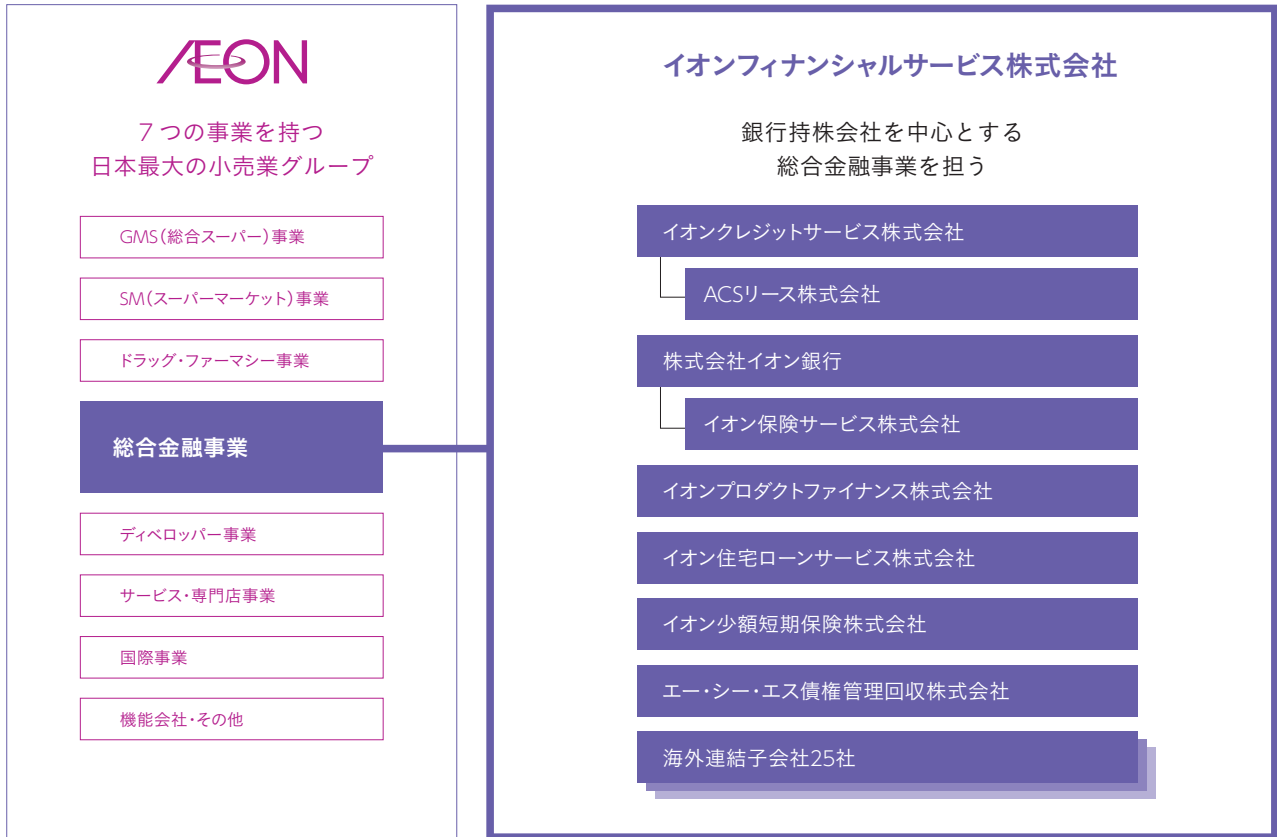 ÆON
7つの事業を持つ
日本最大の小売業グループ
GMS(総合スーパー)事業
SM(スーパーマーケット)事業
ドラッグ・ファーマシー事業
総合金融事業
ディベロッパー事業
サービス・専門店事業
国際事業
機能会社・その他
イオンフィナンシャルサービス株式会社
銀行持株会社を中心とする
総合金融事業を担う
イオンクレジットサービス株式会社
ACSリース株式会社
株式会社イオン銀行
イオン保険サービス株式会社
イオンプロダクトファイナンス株式会社
イオン住宅ローンサービス株式会社
イオン少額短期保険株式会社
エー・シー・エス債権管理回収株式会社
海外連結子会社25社